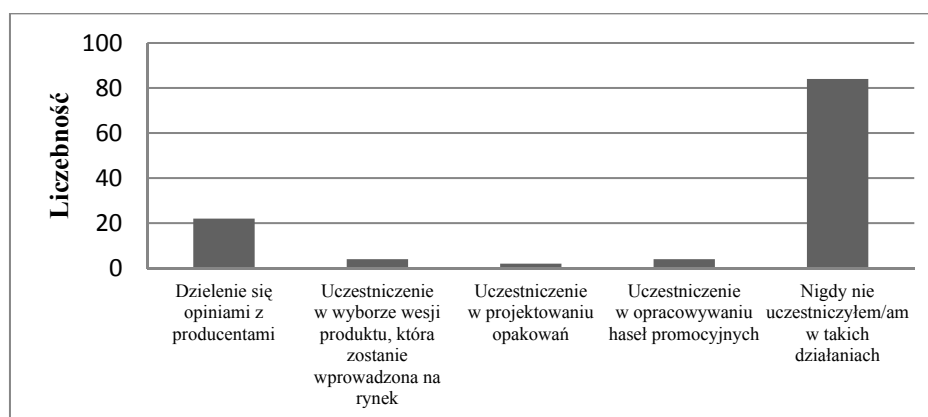 100
80
60
40
20
0
Liczebność
Dzielenie się
opiniami z
producentami
Uczestniczenie
w wyborze wesji
produktu, która
zostanie
wprowadzona na
rynek
Uczestniczenie
w projektowaniu
opakowań
Uczestniczenie
w opracowywaniu
haseł promocyjnych
Nigdy nie
uczestniczyłem/am
w takich
działaniach